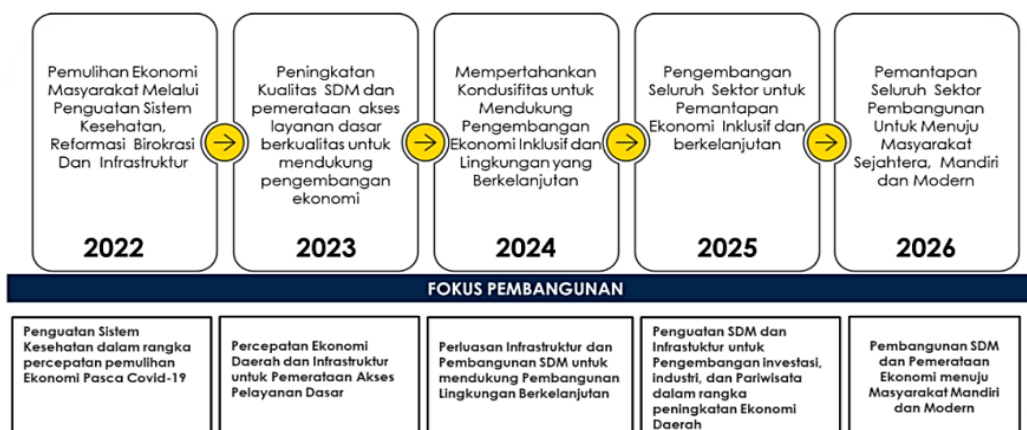 Pemulihan Ekonomi
Masyarakat Melalui
Penguatan Sistem
Kesehatan,
Reformasi Birokrasi
Dan Infrastruktur
2022
Peningkatan
Kualitas SDM dan
pemerataan akses
layanan dasar
berkualitas untuk
mendukung
pengembangan
ekonomi
2023
Mempertahankan
Kondusifitas untuk
Mendukung
Pengembangan
Ekonomi Inklusif dan
Lingkungan yang
Berkelanjutan
2024
Pengembangan
Seluruh Sektor untuk
Pemantapan
Ekonomi Inklusif dan
berkelanjutan
2025
Pemantapan
Seluruh Sektor
Pembangunan
Untuk Menuju
Masyarakat
Sejahtera, Mandiri
dan Modern
2026
FOKUS PEMBANGUNAN
Penguatan Sistem
Kesehatan dalam rangka
percepatan pemulihan
Ekonomi Pasca Covid-19
Percepatan Ekonomi
Daerah dan Infrastruktur
untuk Pemerataan Akses
Pelayanan Dasar
Perluasan Infrastruktur dan
Pembangunan SDM untuk
mendukung Pembangunan
Lingkungan Berkelanjutan
Penguatan SDM dan
Infastuktur untuk
Pengembangan investasi,
industri, dan Pariwisata
dalam rangka
peningkatan Ekonomi
Daerah
Pembangunan SDM
dan Pemerataan
Ekonomi menuju
Masyarakat Mandiri
dan Modern